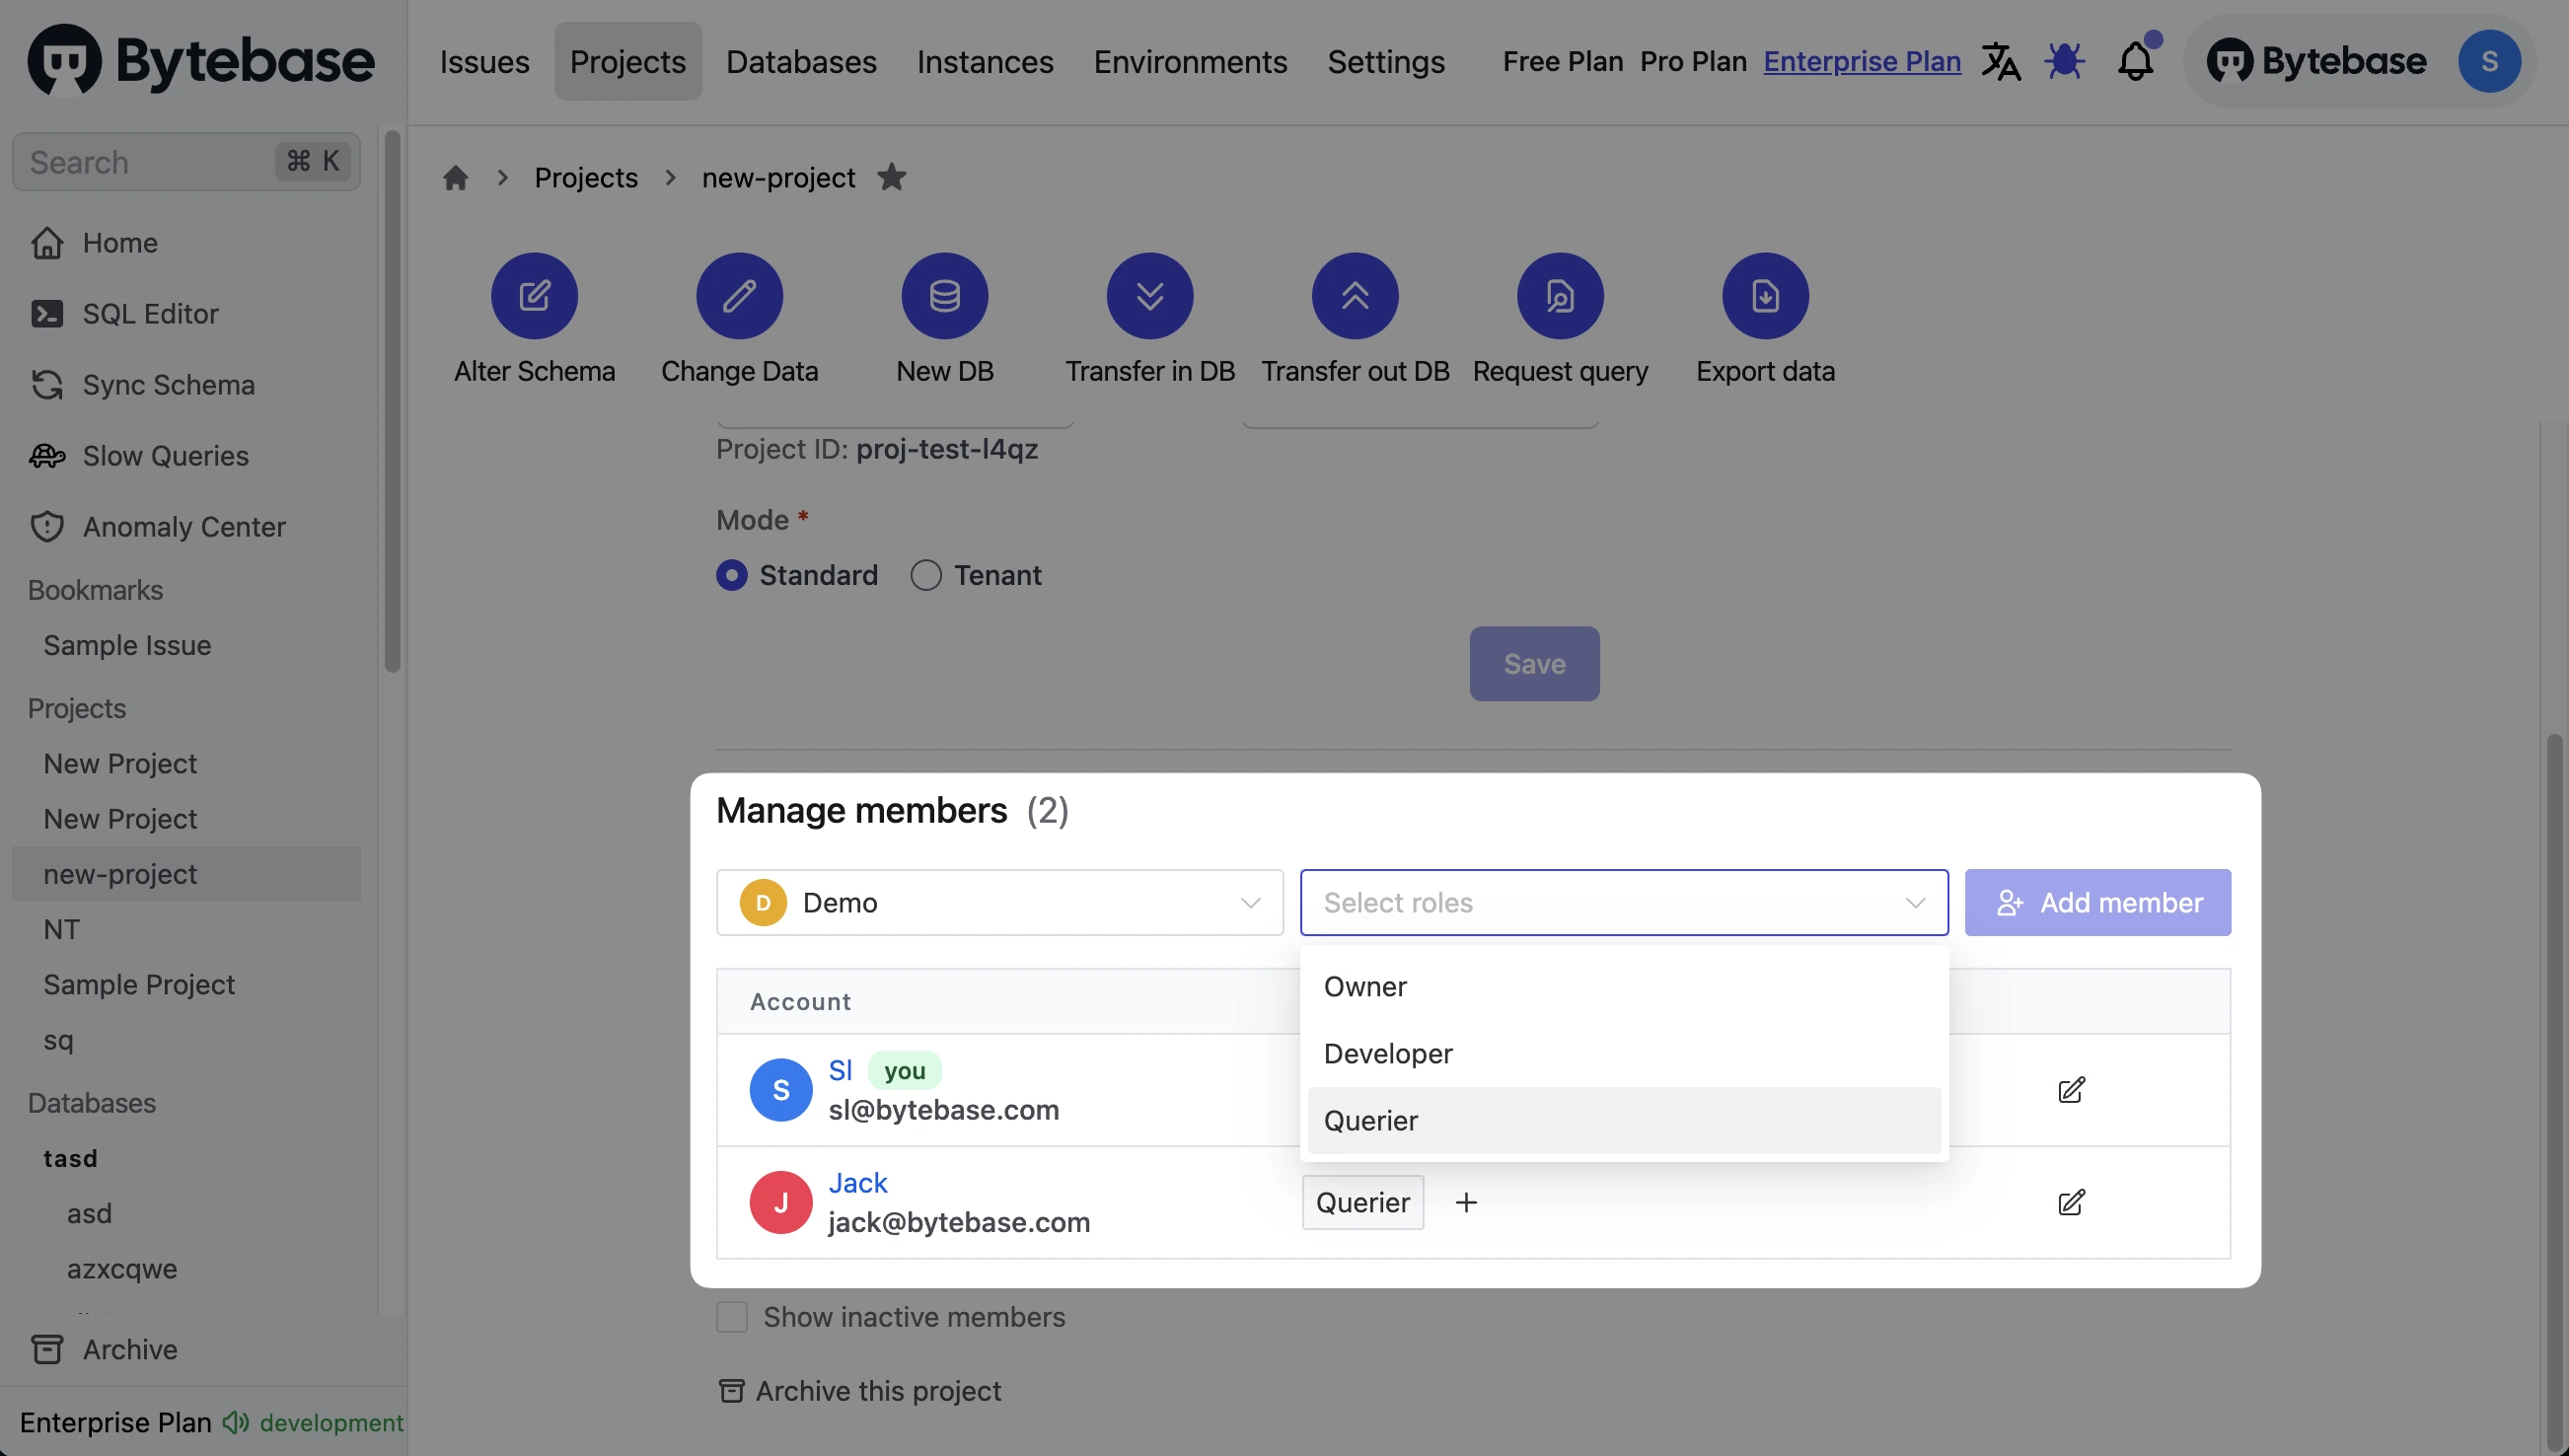 Bytebase
Issues Projects Databases Instances Environments Settings Free Plan Pro Plan Enterprise Plan Bytebase S
Search ⌘ K
Home
SQL Editor
Sync Schema
Slow Queries
Anomaly Center
Bookmarks
Sample Issue
Projects
New Project
New Project
new-project
NT
Sample Project
sq
Databases
tasd
asd
azxcqwe
Archive
Enterprise Plan development
Projects > new-project
Alter Schema Change Data New DB Transfer in DB Transfer out DB Request query Export data
Project ID: proj-test-l4qz
Mode *
Standard Tenant
Save
Manage members (2)
D Demo Select roles Add member
Owner
Developer
Querier
Account
S Sl you
sl@bytebase.com
J Jack
jack@bytebase.com
Querier +
Show inactive members
Archive this project